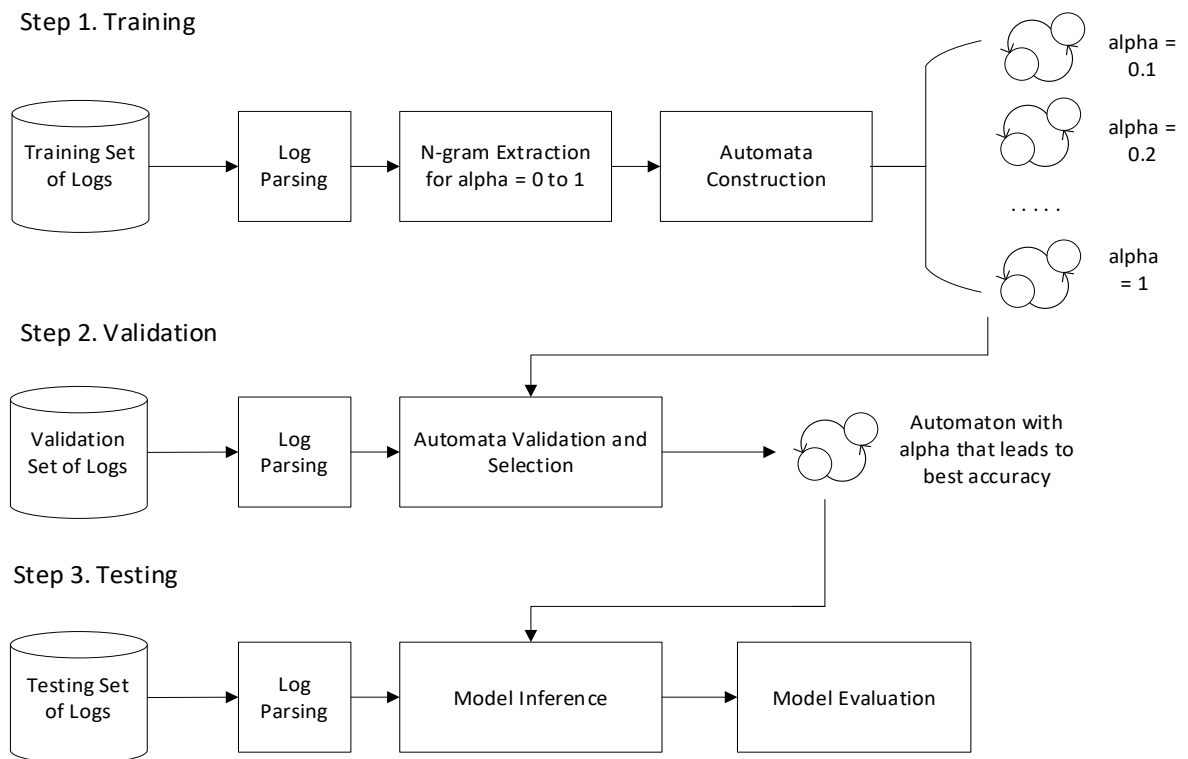 Step 1. Training
alpha =
0.1
Training Set
of Logs
Log
Parsing
N-gram Extraction
for alpha = 0 to 1
Automata
Construction
alpha =
0.2
. . . . .
alpha
= 1
Step 2. Validation
Validation
Set of Logs
Log
Parsing
Automata Validation and
Selection
Automaton with
alpha that leads to
best accuracy
Step 3. Testing
Testing Set
of Logs
Log
Parsing
Model Inference
Model Evaluation